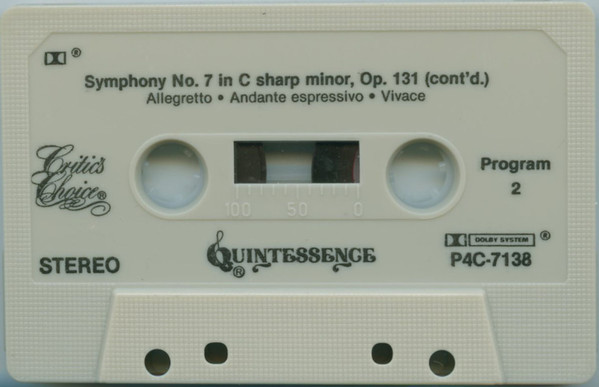 ®
Symphony No. 7 in C sharp minor, Op. 131 (cont'd.)
Allegretto • Andante espressivo • Vivace
Critics Choice®
Program
2
100 50 0
STEREO
QUINTESSENCE®
DOLBY SYSTEM ®
P4C-7138